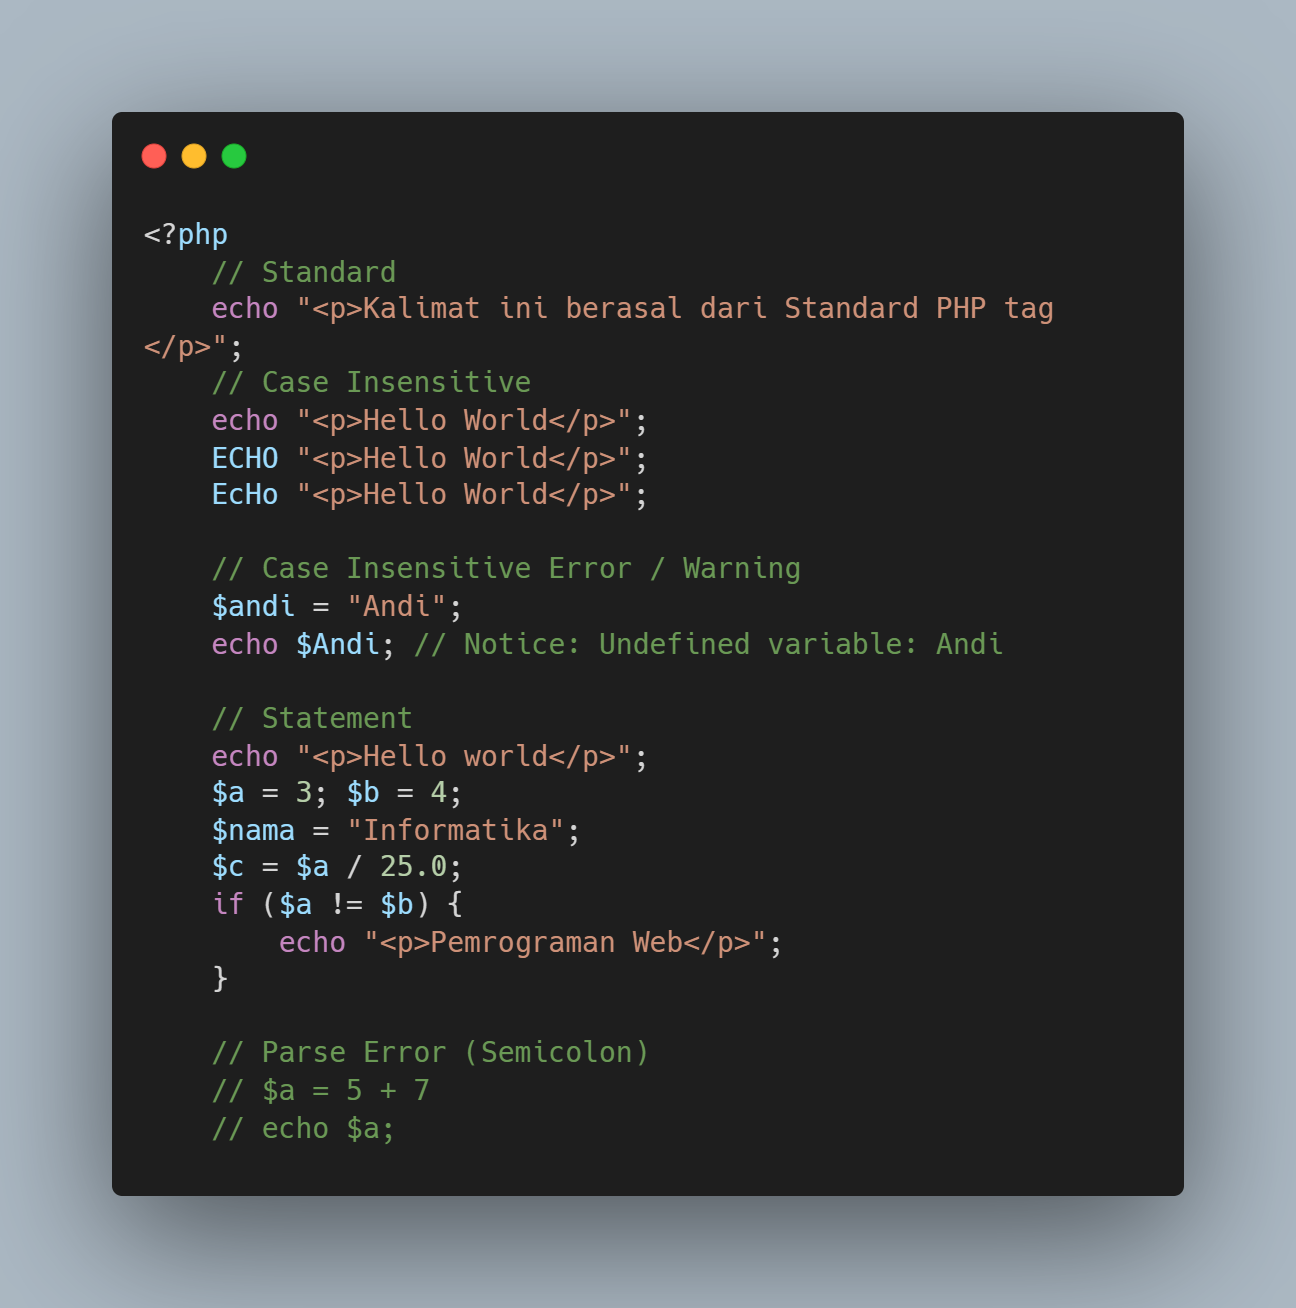 <?php
    // Standard
    echo "<p>Kalimat ini berasal dari Standard PHP tag
</p>";
    // Case Insensitive
    echo "<p>Hello World</p>";
    ECHO "<p>Hello World</p>";
    EcHo "<p>Hello World</p>";

    // Case Insensitive Error / Warning
    $andi = "Andi";
    echo $Andi; // Notice: Undefined variable: Andi

    // Statement
    echo "<p>Hello world</p>";
    $a = 3; $b = 4;
    $nama = "Informatika";
    $c = $a / 25.0;
    if ($a != $b) {
        echo "<p>Pemrograman Web</p>";
    }

    // Parse Error (Semicolon)
    // $a = 5 + 7
    // echo $a;